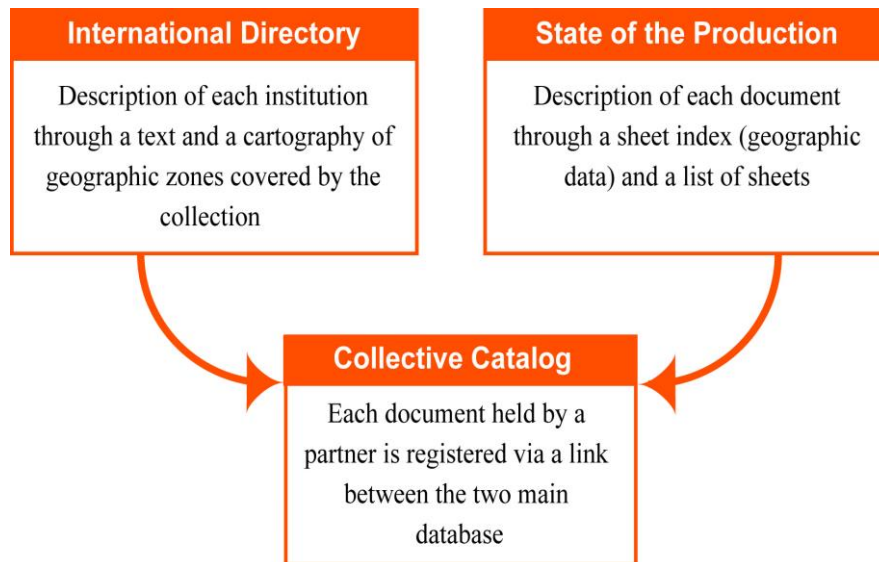 International Directory
Description of each institution
through a text and a cartography of
geographic zones covered by the
collection
State of the Production
Description of each document
through a sheet index (geographic
data) and a list of sheets
Collective Catalog
Each document held by a
partner is registered via a link
between the two main
database